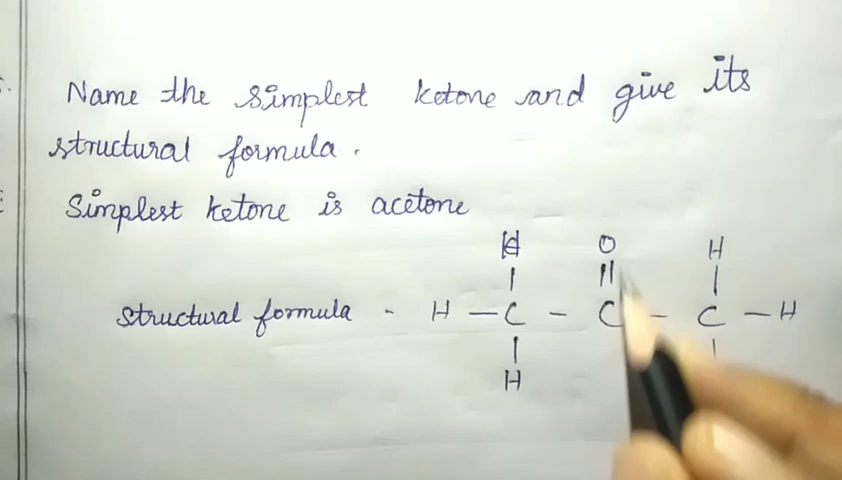 Name the simplest ketone and give its
structural formula.
Simplest ketone is acetone
H O H
| || |
structural formula - H - C - C - C - H
| |
H